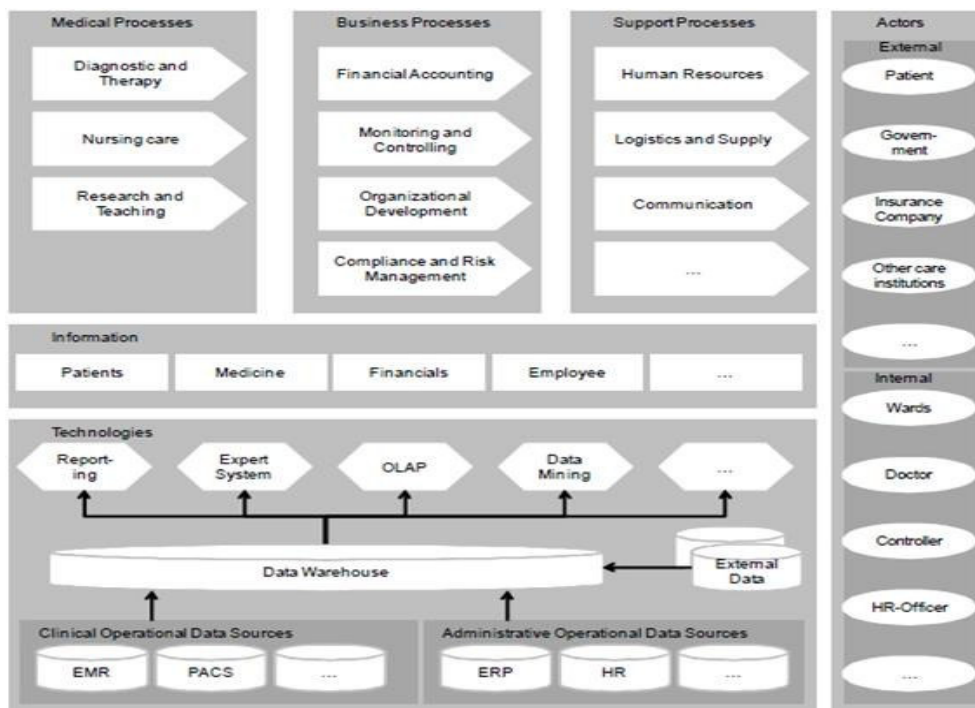 Medical Processes
Diagnostic and
Therapy
Nursing care
Research and
Teaching
Business Processes
Financial Accounting
Monitoring and
Controlling
Organizational
Development
Compliance and Risk
Management
Support Processes
Human Resources
Logistics and Supply
Communication
...
Actors
External
Patient
Govern-
ment
Insurance
Company
Other care
institutions
...
Internal
Wards
Doctor
Controller
HR-Officer
...
Information
Patients
Medicine
Financials
Employee
...
Technologies
Report-
ing
Expert
System
OLAP
Data
Mining
...
Data Warehouse
External
Data
Clinical Operational Data Sources
EMR
PACS
...
Administrative Operational Data Sources
ERP
HR
...